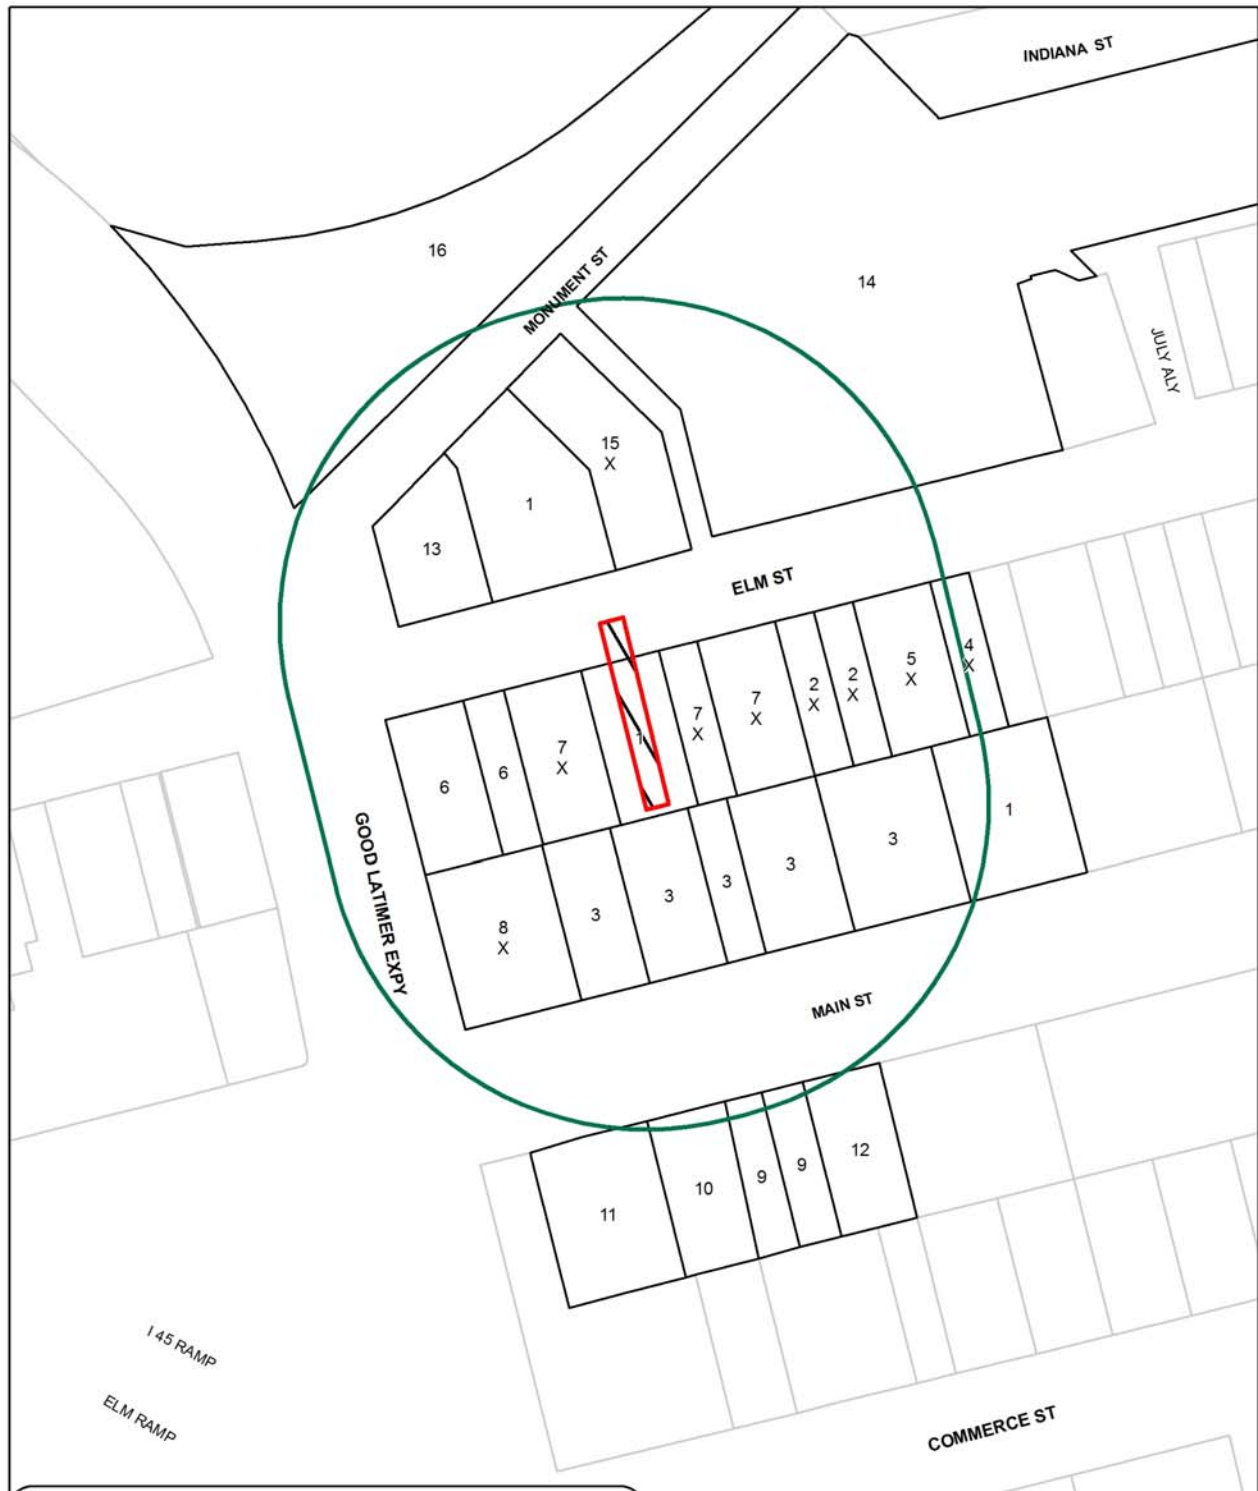 INDIANA ST
16
MONUMENT ST
14
JULY ALY
15
X
1
13
ELM ST
4
X
5
X
2
X
2
X
7
X
7
X
1
7
X
6
6
GOOD LATIMER EXPY
1
3
3
3
3
3
8
X
MAIN ST
12
9
9
10
11
I 45 RAMP
ELM RAMP
COMMERCE ST